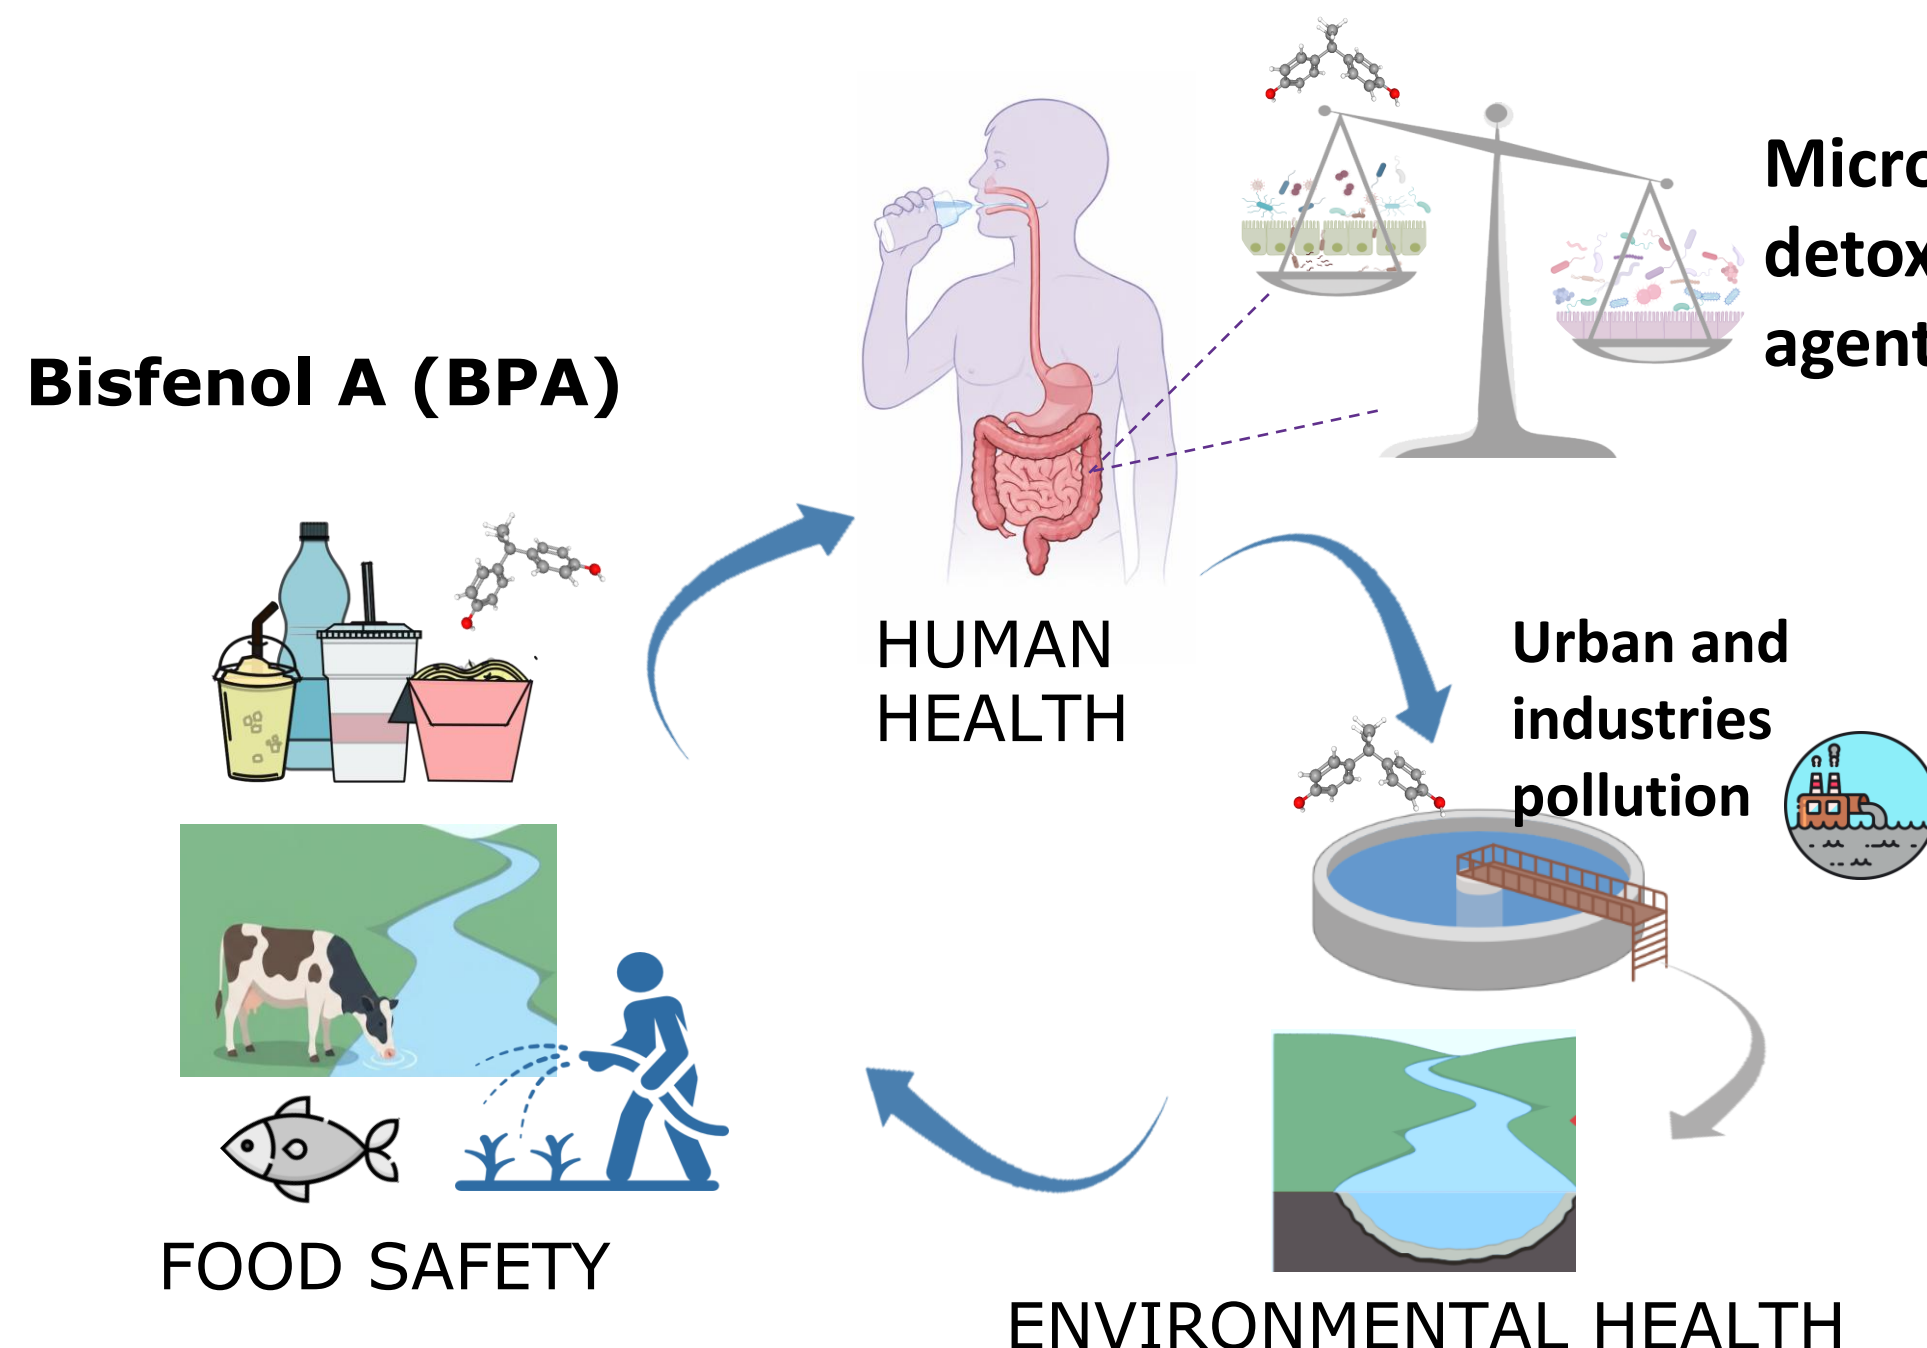 Bisfenol A (BPA)
HUMAN
HEALTH
Urban and
industries
pollution
FOOD SAFETY
ENVIRONMENTAL HEALTH